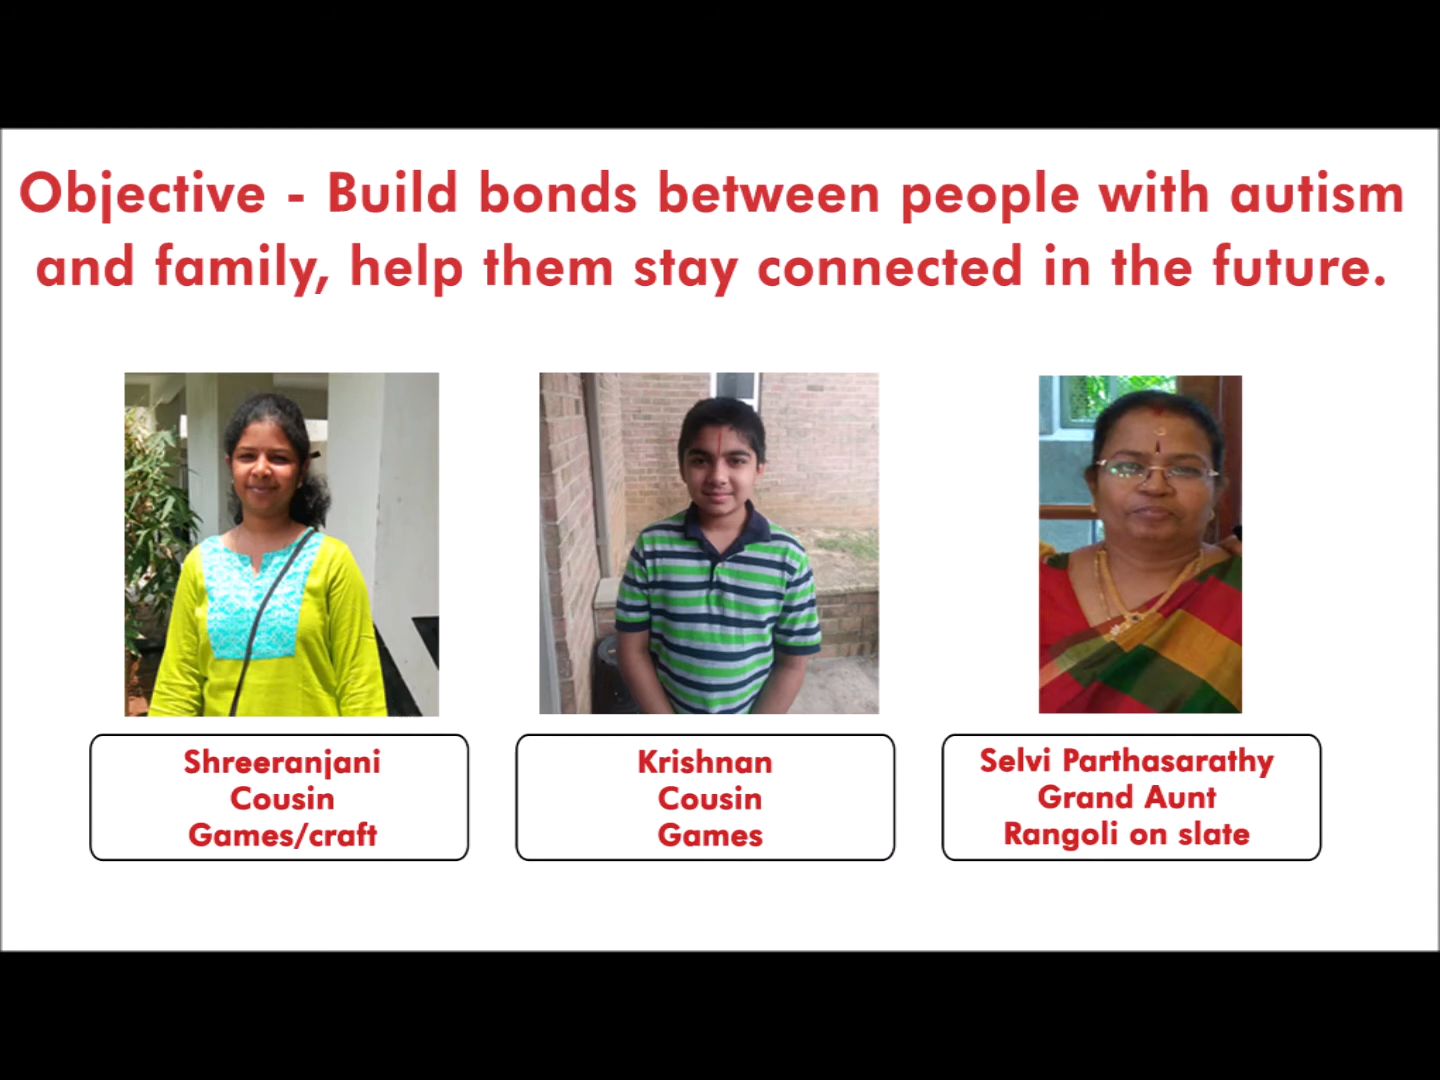 Objective - Build bonds between people with autism
and family, help them stay connected in the future.
Shreeranjani
Cousin
Games/craft
Krishnan
Cousin
Games
Selvi Parthasarathy
Grand Aunt
Rangoli on slate